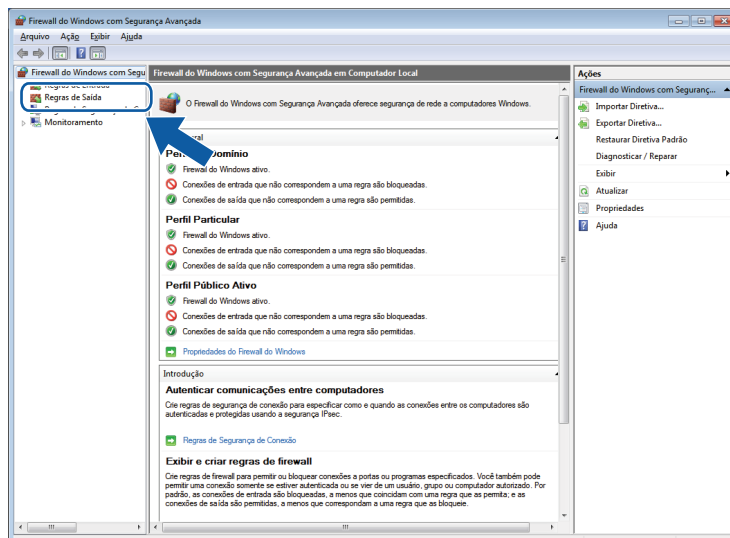 Firewall do Windows com Segurança Avançada
Arquivo Ação Exibir Ajuda
Firewall do Windows com Segu
Regras de Entrada
Regras de Saída
Monitoramento
Firewall do Windows com Segurança Avançada em Computador Local
O Firewall do Windows com Segurança Avançada oferece segurança de rede a computadores Windows.
Domínio
Firewall do Windows ativo.
Conexões de entrada que não correspondem a uma regra são bloqueadas.
Conexões de saída que não correspondem a uma regra são permitidas.
Perfil Particular
Firewall do Windows ativo.
Conexões de entrada que não correspondem a uma regra são bloqueadas.
Conexões de saída que não correspondem a uma regra são permitidas.
Perfil Público Ativo
Firewall do Windows ativo.
Conexões de entrada que não correspondem a uma regra são bloqueadas.
Conexões de saída que não correspondem a uma regra são permitidas.
Propriedades do Firewall do Windows
Introdução
Autenticar comunicações entre computadores
Crie regras de segurança de conexão para especificar como e quando as conexões entre os computadores são
autenticadas e protegidas usando a segurança IPsec.
Regras de Segurança de Conexão
Exibir e criar regras de firewall
Crie regras de firewall para permitir ou bloquear conexões a portas ou programas especificados. Você também pode
permitir uma conexão somente se estiver autenticada ou se vier de um usuário, grupo ou computador autorizado. Por
padrão, as conexões de entrada são bloqueadas, a menos que coincidam com uma regra que as permita; e as
conexões de saída são permitidas, a menos que correspondam a uma regra que as bloqueie.
Ações
Firewall do Windows com Seguranç...
Importar Diretiva...
Exportar Diretiva...
Restaurar Diretiva Padrão
Diagnosticar / Reparar
Exibir
Atualizar
Propriedades
Ajuda